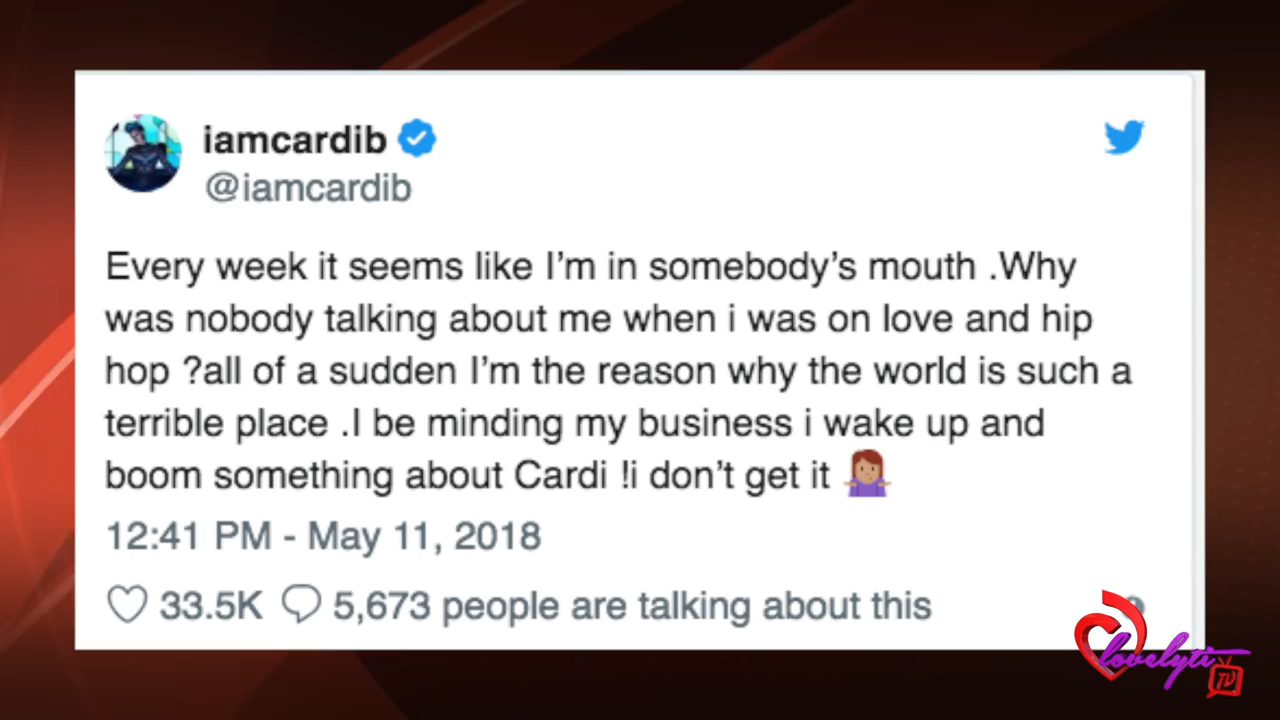 iamcardib
@iamcardib
Every week it seems like I’m in somebody’s mouth .Why
was nobody talking about me when i was on love and hip
hop ?all of a sudden I’m the reason why the world is such a
terrible place .I be minding my business i wake up and
boom something about Cardi !i don’t get it 🤷🏽‍♀️
12:41 PM - May 11, 2018
33.5K 5,673 people are talking about this
lovelyti
TV